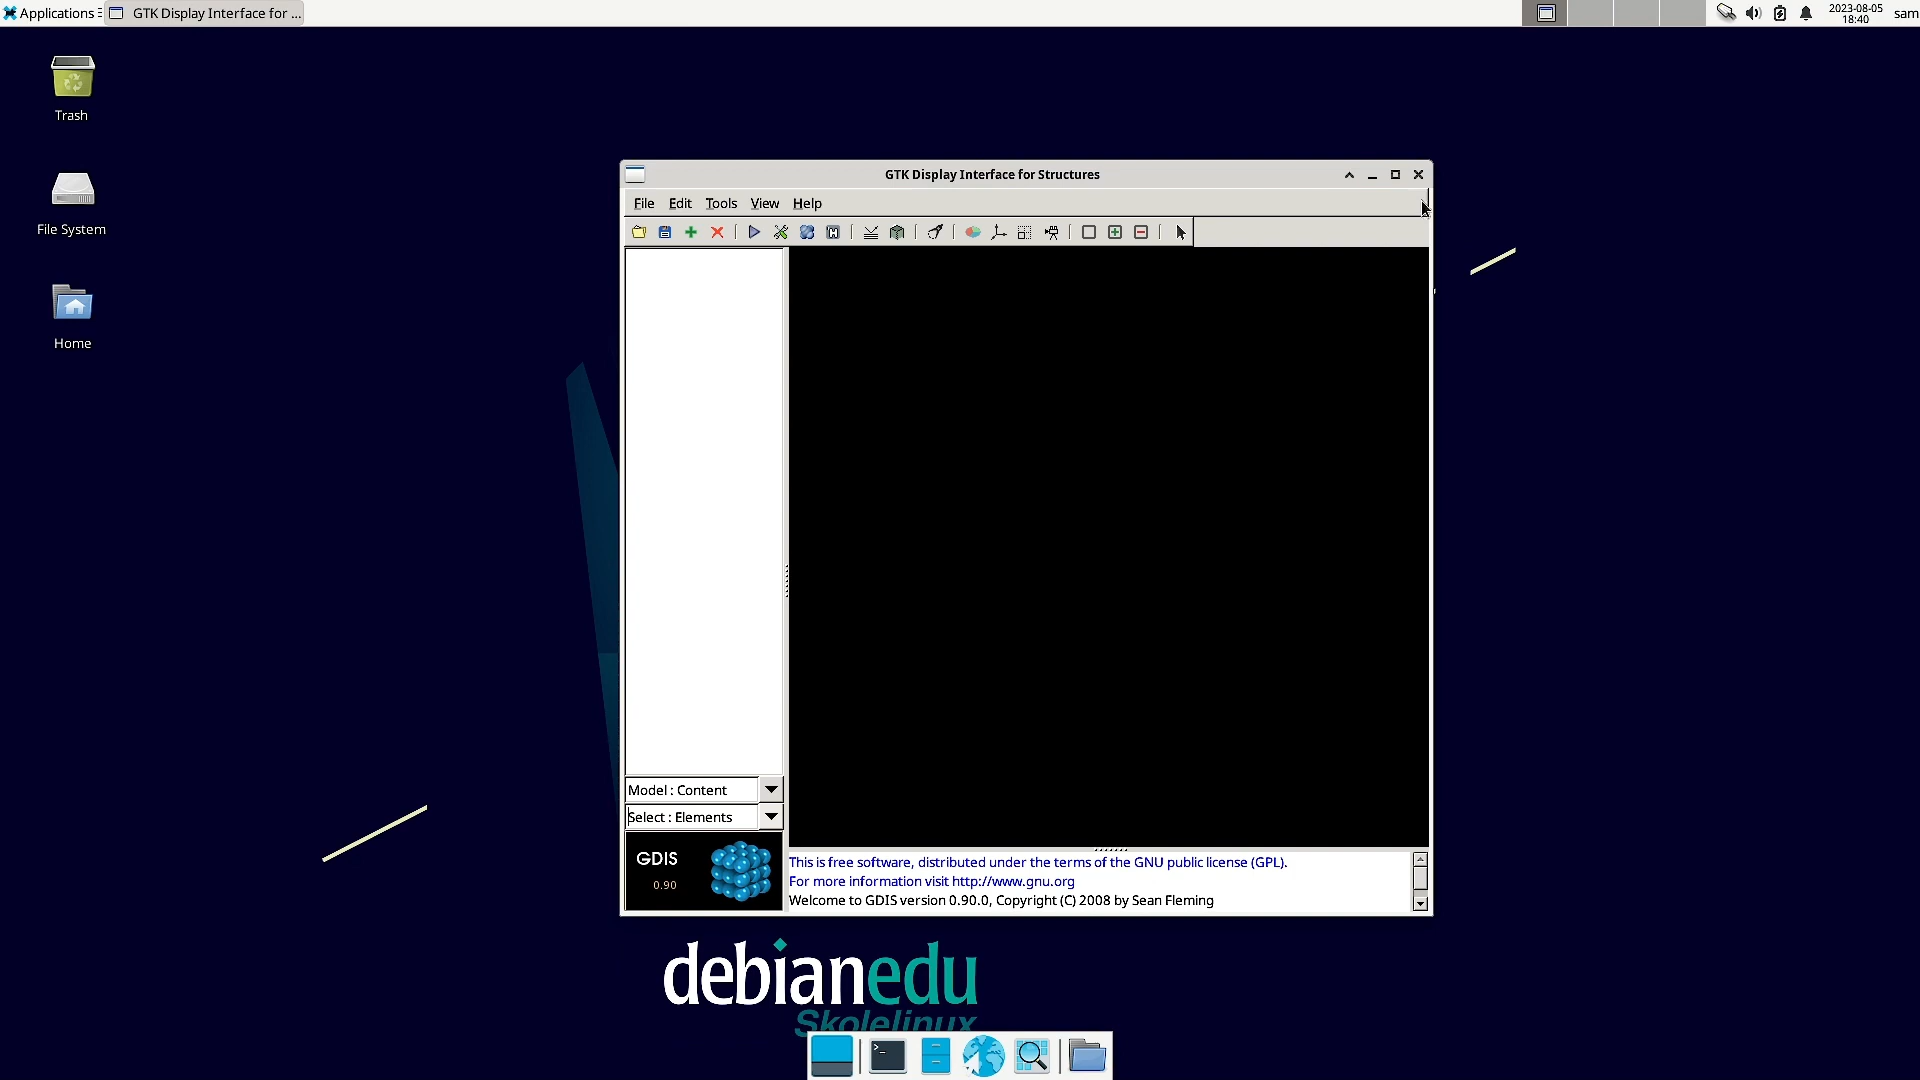 Applications
GTK Display Interface for ...
2023-08-05
18:40
sam
Trash
File System
Home
GTK Display Interface for Structures
File Edit Tools View Help
Model : Content
Select : Elements
GDIS
0.90
This is free software, distributed under the terms of the GNU public license (GPL).
For more information visit http://www.gnu.org
Welcome to GDIS version 0.90.0, Copyright (C) 2008 by Sean Fleming
debianedu
Skolelinux